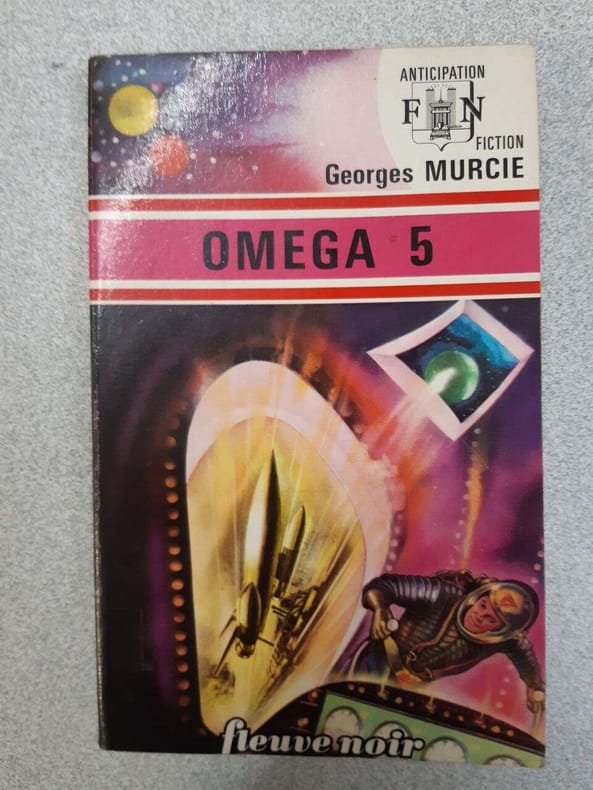 ANTICIPATION
F N
FICTION
Georges MURCIE
OMEGA 5
fleuve noir